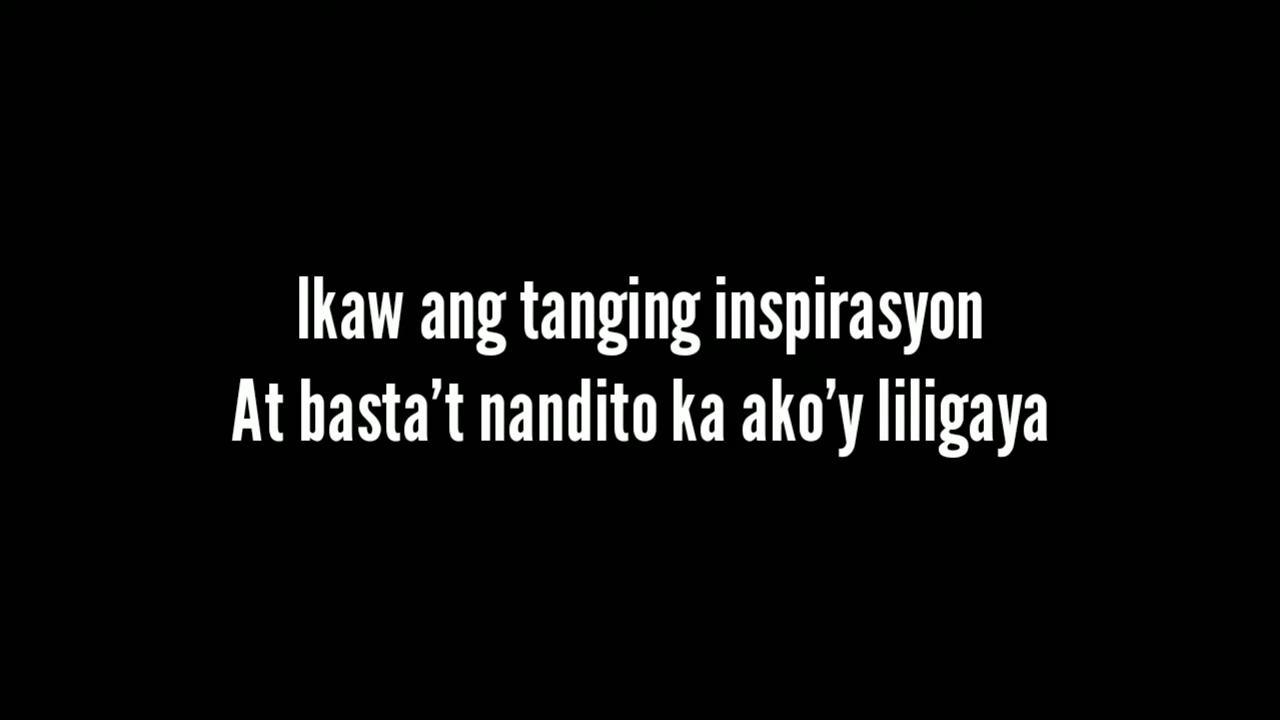 Ikaw ang tanging inspirasyon
At basta’t nandito ka ako’y liligaya